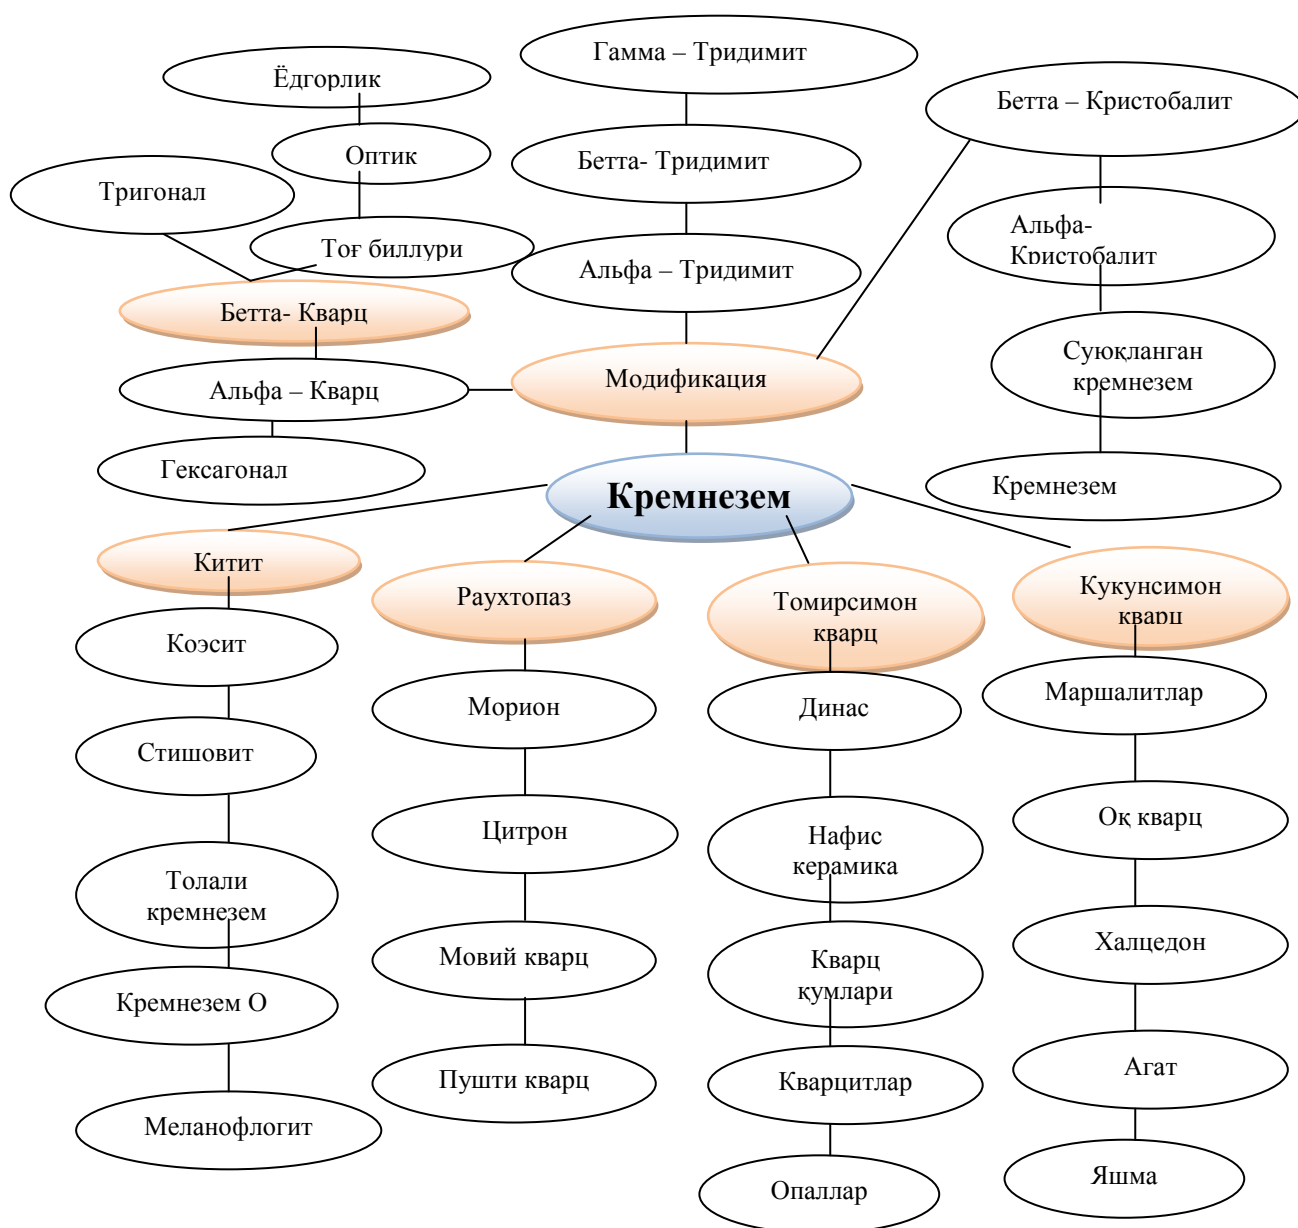 Гамма – Тридимит
Ёдгорлик
Бетта – Кристобалит
Оптик
Бетта- Тридимит
Тригонал
Альфа-
Кристобалит
Тоғ биллури
Альфа – Тридимит
Бетта- Кварц
Суюқланган
кремнезем
Модификация
Альфа – Кварц
Гексагонал
Кремнезем
Кремнезем
Китит
Раухтопаз
Томирсимон
кварц
Кукунсимон
кварц
Коэсит
Морион
Динас
Маршалитлар
Стишовит
Цитрон
Нафис
керамика
Оқ кварц
Толали
кремнезем
Мовий кварц
Кварц
қумлари
Халцедон
Кремнезем О
Пушти кварц
Кварцитлар
Агат
Меланофлогит
Опаллар
Яшма